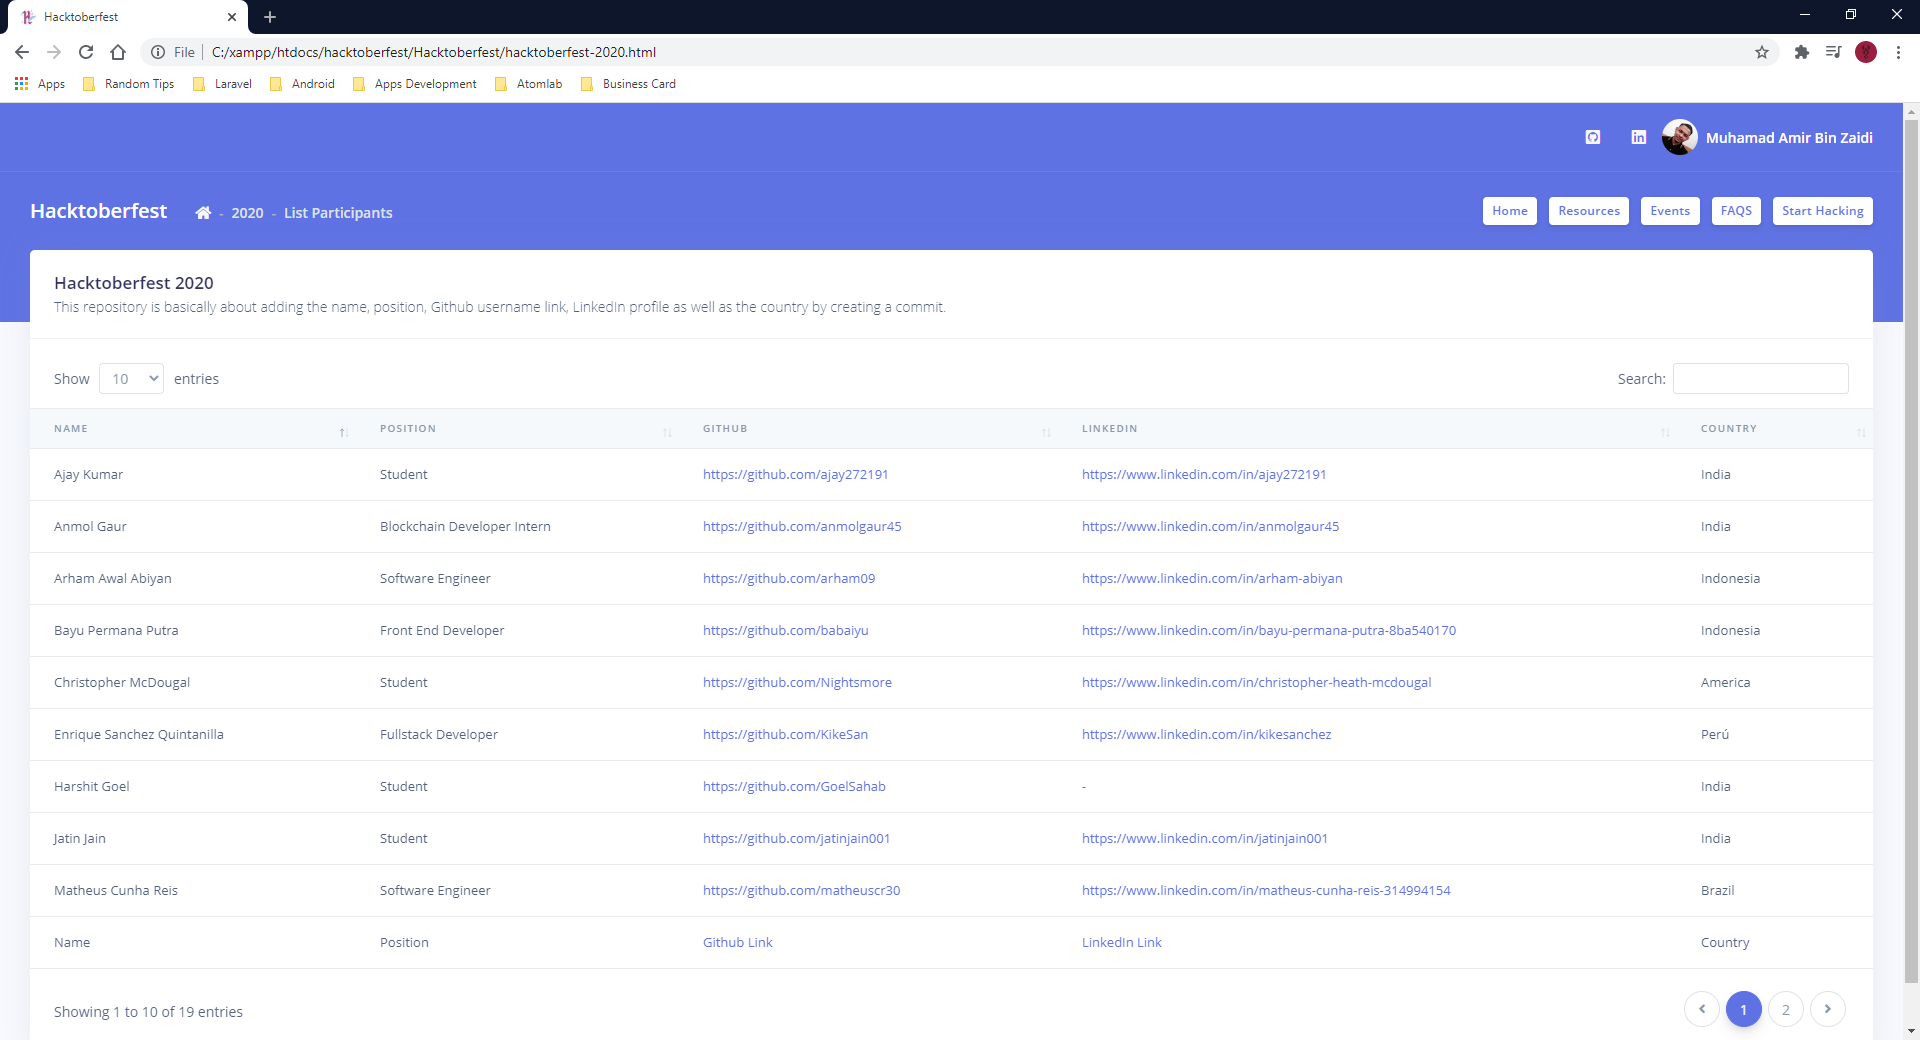 Hacktoberfest
File C:/xampp/htdocs/hacktoberfest/Hacktoberfest/hacktoberfest-2020.html
Apps Random Tips Laravel Android Apps Development Atomlab Business Card
Muhamad Amir Bin Zaidi
Hacktoberfest - 2020 - List Participants Home Resources Events FAQS Start Hacking
Hacktoberfest 2020
This repository is basically about adding the name, position, Github username link, LinkedIn profile as well as the country by creating a commit.
Show 10 entries Search:
NAME POSITION GITHUB LINKEDIN COUNTRY
Ajay Kumar Student https://github.com/ajay272191 https://www.linkedin.com/in/ajay272191 India
Anmol Gaur Blockchain Developer Intern https://github.com/anmolgaur45 https://www.linkedin.com/in/anmolgaur45 India
Arham Awal Abiyan Software Engineer https://github.com/arham09 https://www.linkedin.com/in/arham-abiyan Indonesia
Bayu Permana Putra Front End Developer https://github.com/babaiyu https://www.linkedin.com/in/bayu-permana-putra-8ba540170 Indonesia
Christopher McDougal Student https://github.com/Nightsmore https://www.linkedin.com/in/christopher-heath-mcdougal America
Enrique Sanchez Quintanilla Fullstack Developer https://github.com/KikeSan https://www.linkedin.com/in/kikesanchez Perú
Harshit Goel Student https://github.com/GoelSahab - India
Jatin Jain Student https://github.com/jatinjain001 https://www.linkedin.com/in/jatinjain001 India
Matheus Cunha Reis Software Engineer https://github.com/matheuscr30 https://www.linkedin.com/in/matheus-cunha-reis-314994154 Brazil
Name Position Github Link LinkedIn Link Country
Showing 1 to 10 of 19 entries 1 2